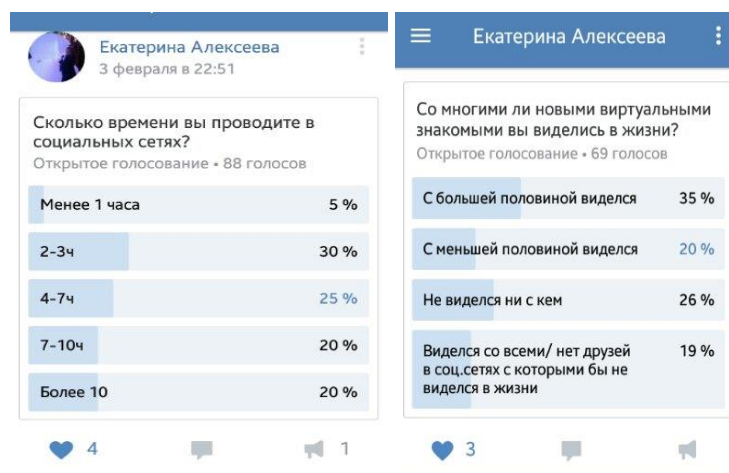 Екатерина Алексеева
3 февраля в 22:51
Сколько времени вы проводите в
социальных сетях?
Открытое голосование • 88 голосов
Менее 1 часа 5 %
2-3ч 30 %
4-7ч 25 %
7-10ч 20 %
Более 10 20 %
4 1
Екатерина Алексеева
Со многими ли новыми виртуальными
знакомыми вы виделись в жизни?
Открытое голосование • 69 голосов
С большей половиной виделся 35 %
С меньшей половиной виделся 20 %
Не виделся ни с кем 26 %
Виделся со всеми/ нет друзей 19 %
в соц.сетях с которыми бы не
виделся в жизни
3